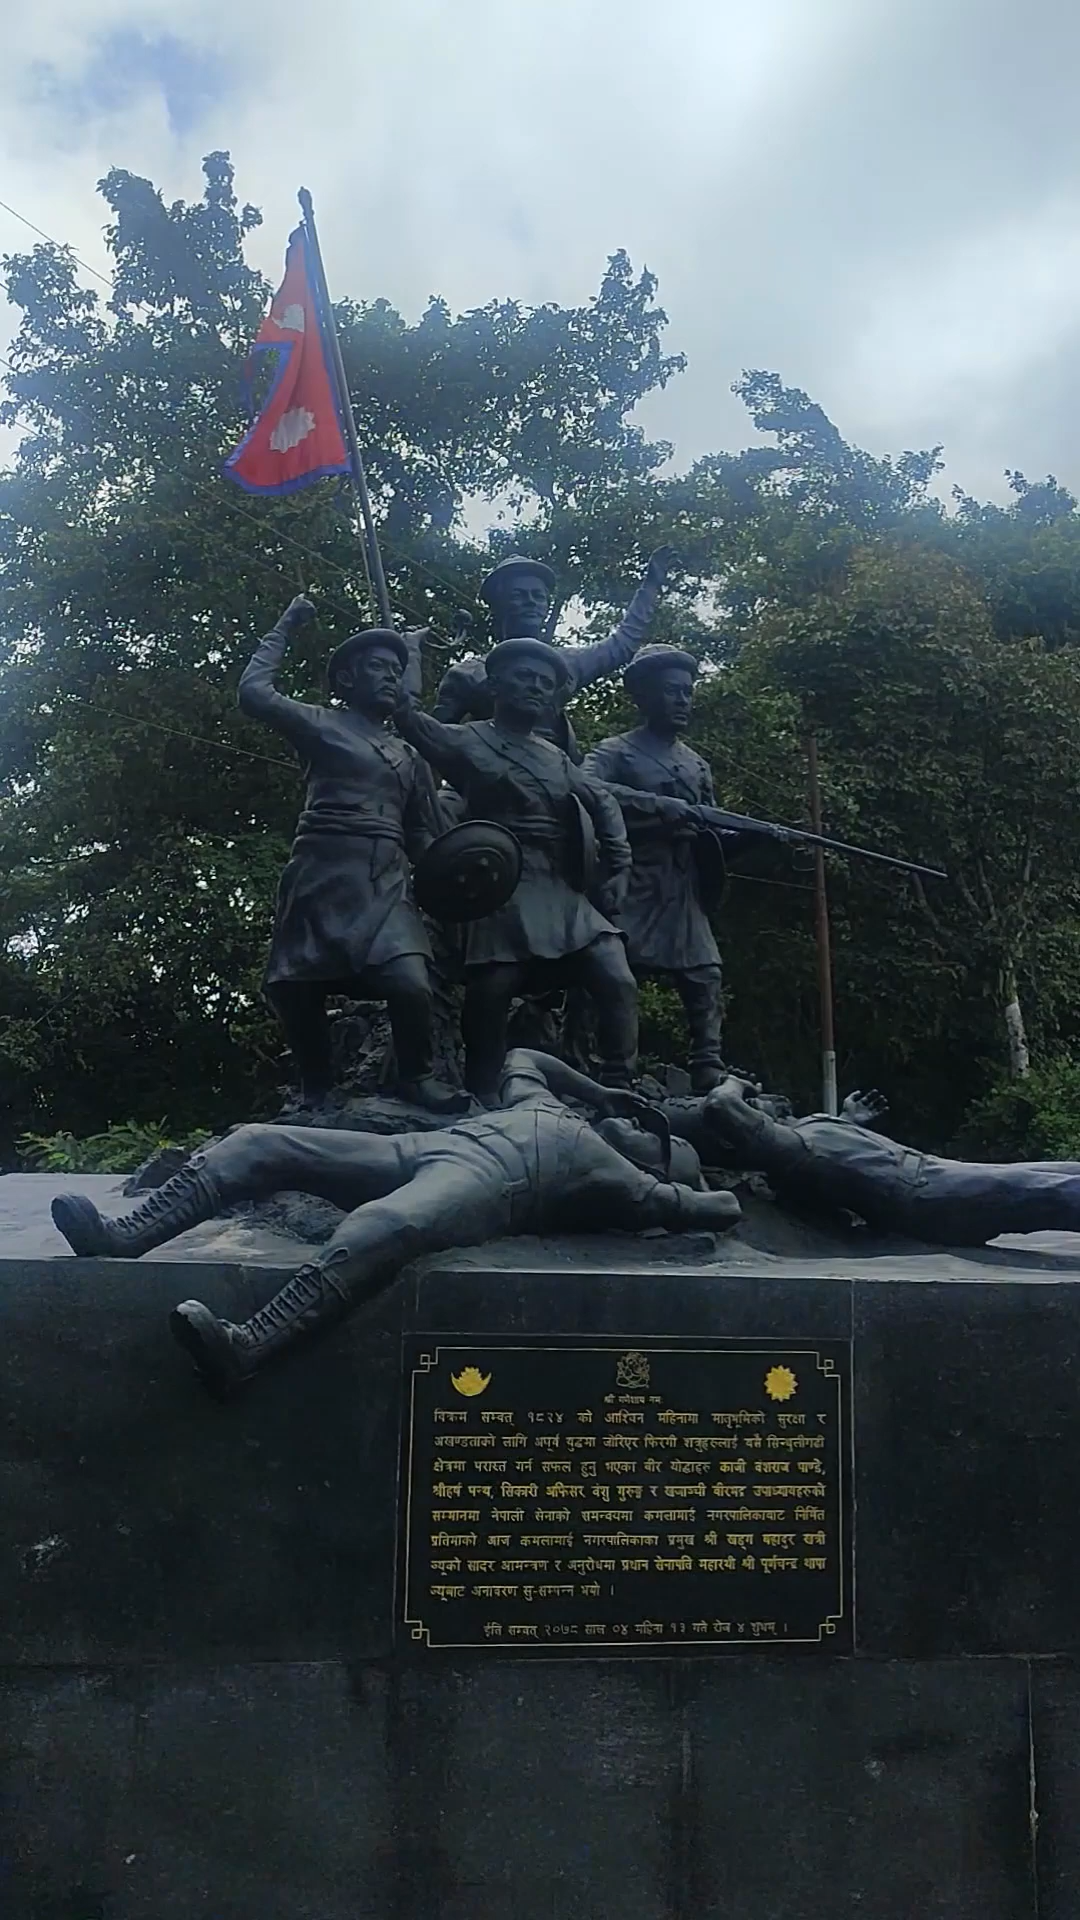 श्री गणेशाय नमः
विक्रम सम्वत् १८२४ को आश्विन महिनामा मातृभूमिको सुरक्षा र
अखण्डताको लागि अपूर्व युद्धमा जोरिएर फिरंगी शत्रुहरुलाई यसै सिन्धुलीगढी
क्षेत्रमा परास्त गर्न सफल हुनु भएका वीर योद्धाहरु काजी वंशराज पाण्डे,
श्रीहर्ष पन्थ, सिकारी अफिसर वंशु गुरुङ्ग र खजाञ्ची वीरभद्र उपाध्यायहरुको
सम्मानमा नेपाली सेनाको समन्वयमा कमलामाई नगरपालिकाबाट निर्मित
प्रतिमाको आज कमलामाई नगरपालिकाका प्रमुख श्री खड्ग बहादुर खत्री
ज्यूको सादर आमन्त्रण र अनुरोधमा प्रधान सेनापति महारथी श्री पूर्णचन्द्र थापा
ज्यूबाट अनावरण सु-सम्पन्न भयो ।
ईति सम्वत् २०७८ साल ०४ महिना १३ गते रोज ४ शुभम् ।